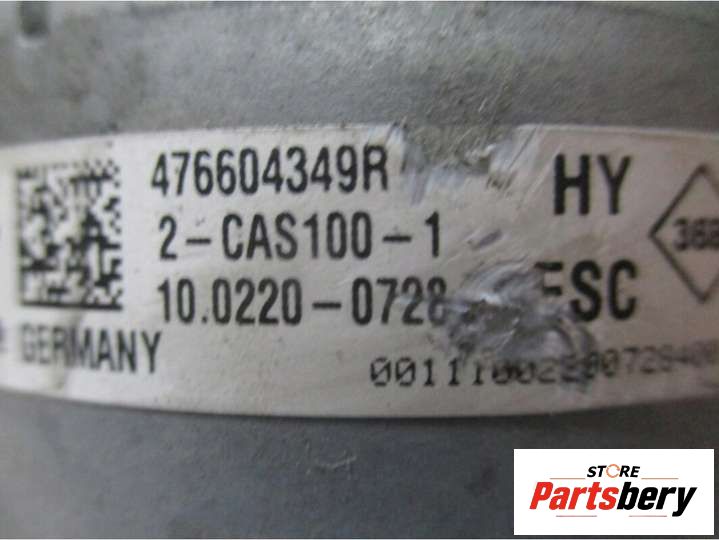 476604349R
HY
2-CAS100-1
10.0220-0728
ESC
GERMANY
STORE
Partsbery